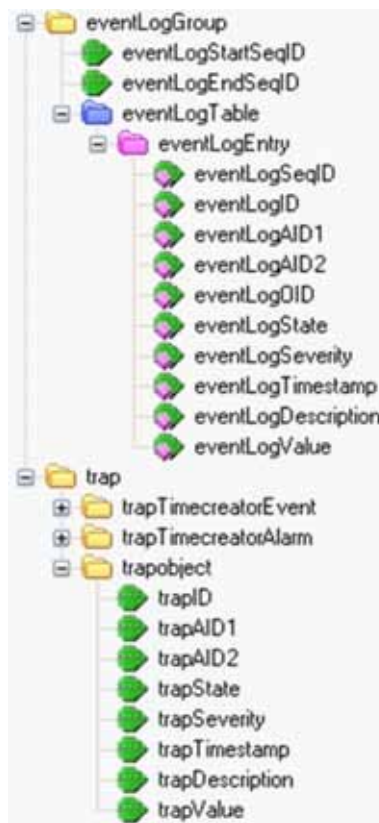 eventLogGroup
eventLogStartSeqID
eventLogEndSeqID
eventLogTable
eventLogEntry
eventLogSeqID
eventLogID
eventLogAID1
eventLogAID2
eventLogOID
eventLogState
eventLogSeverity
eventLogTimestamp
eventLogDescription
eventLogValue
trap
trapTimecreatorEvent
trapTimecreatorAlarm
trapobject
trapID
trapAID1
trapAID2
trapState
trapSeverity
trapTimestamp
trapDescription
trapValue